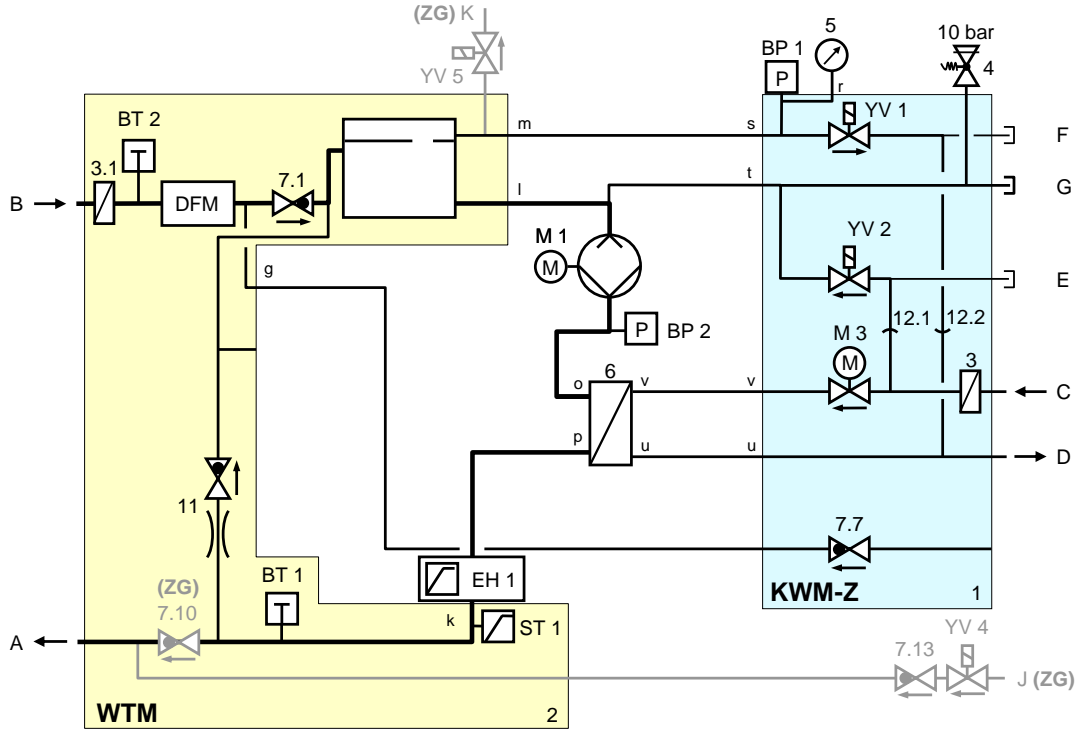 (ZG) K
YV 5
5
BP 1
P
r
10 bar
4
BT 2
3.1
B
DFM
7.1
m
s
YV 1
F
l
t
G
M 1
M
YV 2
g
E
P
BP 2
12.1
12.2
M 3
M
6
3
o
v
v
C
p
u
u
D
11
7.7
(ZG)
7.10
BT 1
EH 1
KWM-Z
1
k
ST 1
A
7.13
YV 4
J (ZG)
WTM
2